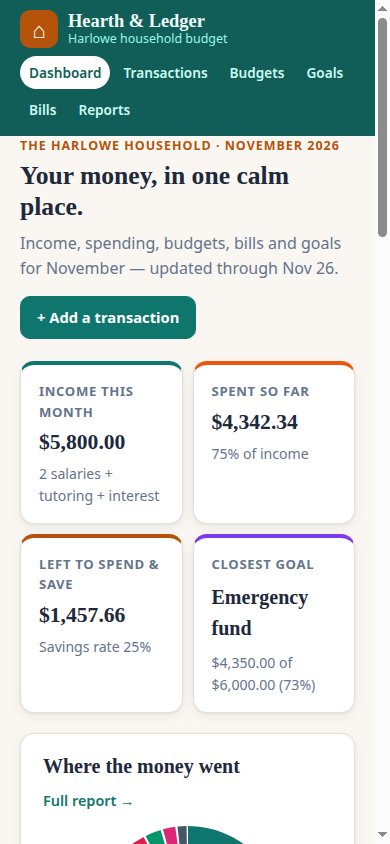 Hearth & Ledger
Harlowe household budget
Dashboard Transactions Budgets Goals
Bills Reports
THE HARLOWE HOUSEHOLD · NOVEMBER 2026
Your money, in one calm
place.
Income, spending, budgets, bills and goals
for November — updated through Nov 26.
+ Add a transaction
INCOME THIS
MONTH
$5,800.00
2 salaries +
tutoring + interest
SPENT SO FAR
$4,342.34
75% of income
LEFT TO SPEND &
SAVE
$1,457.66
Savings rate 25%
CLOSEST GOAL
Emergency
fund
$4,350.00 of
$6,000.00 (73%)
Where the money went
Full report →